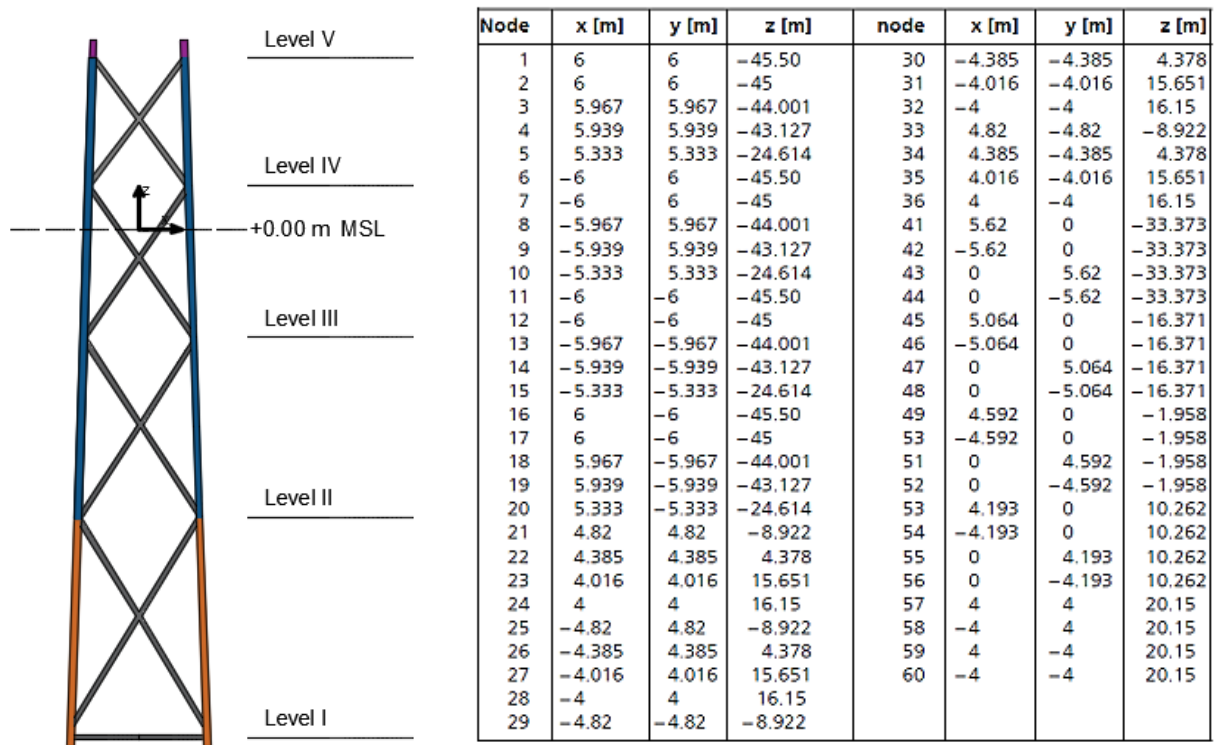 Level V
Level IV
z
x
+0.00 m MSL
Level III
Level II
Level I
Node x [m] y [m] z [m] node x [m] y [m] z [m]
1 6 6 −45.50 30 −4.385 −4.385 4.378
2 6 6 −45 31 −4.016 −4.016 15.651
3 5.967 5.967 −44.001 32 −4 −4 16.15
4 5.939 5.939 −43.127 33 4.82 −4.82 −8.922
5 5.333 5.333 −24.614 34 4.385 −4.385 4.378
6 −6 6 −45.50 35 4.016 −4.016 15.651
7 −6 6 −45 36 4 −4 16.15
8 −5.967 5.967 −44.001 41 5.62 0 −33.373
9 −5.939 5.939 −43.127 42 −5.62 0 −33.373
10 −5.333 5.333 −24.614 43 0 5.62 −33.373
11 −6 −6 −45.50 44 0 −5.62 −33.373
12 −6 −6 −45 45 5.064 0 −16.371
13 −5.967 −5.967 −44.001 46 −5.064 0 −16.371
14 −5.939 −5.939 −43.127 47 0 5.064 −16.371
15 −5.333 −5.333 −24.614 48 0 −5.064 −16.371
16 6 −6 −45.50 49 4.592 0 −1.958
17 6 −6 −45 53 −4.592 0 −1.958
18 5.967 −5.967 −44.001 51 0 4.592 −1.958
19 5.939 −5.939 −43.127 52 0 −4.592 −1.958
20 5.333 −5.333 −24.614 53 4.193 0 10.262
21 4.82 4.82 −8.922 54 −4.193 0 10.262
22 4.385 4.385 4.378 55 0 4.193 10.262
23 4.016 4.016 15.651 56 0 −4.193 10.262
24 4 4 16.15 57 4 4 20.15
25 −4.82 4.82 −8.922 58 −4 4 20.15
26 −4.385 4.385 4.378 59 4 −4 20.15
27 −4.016 4.016 15.651 60 −4 −4 20.15
28 −4 4 16.15
29 −4.82 −4.82 −8.922